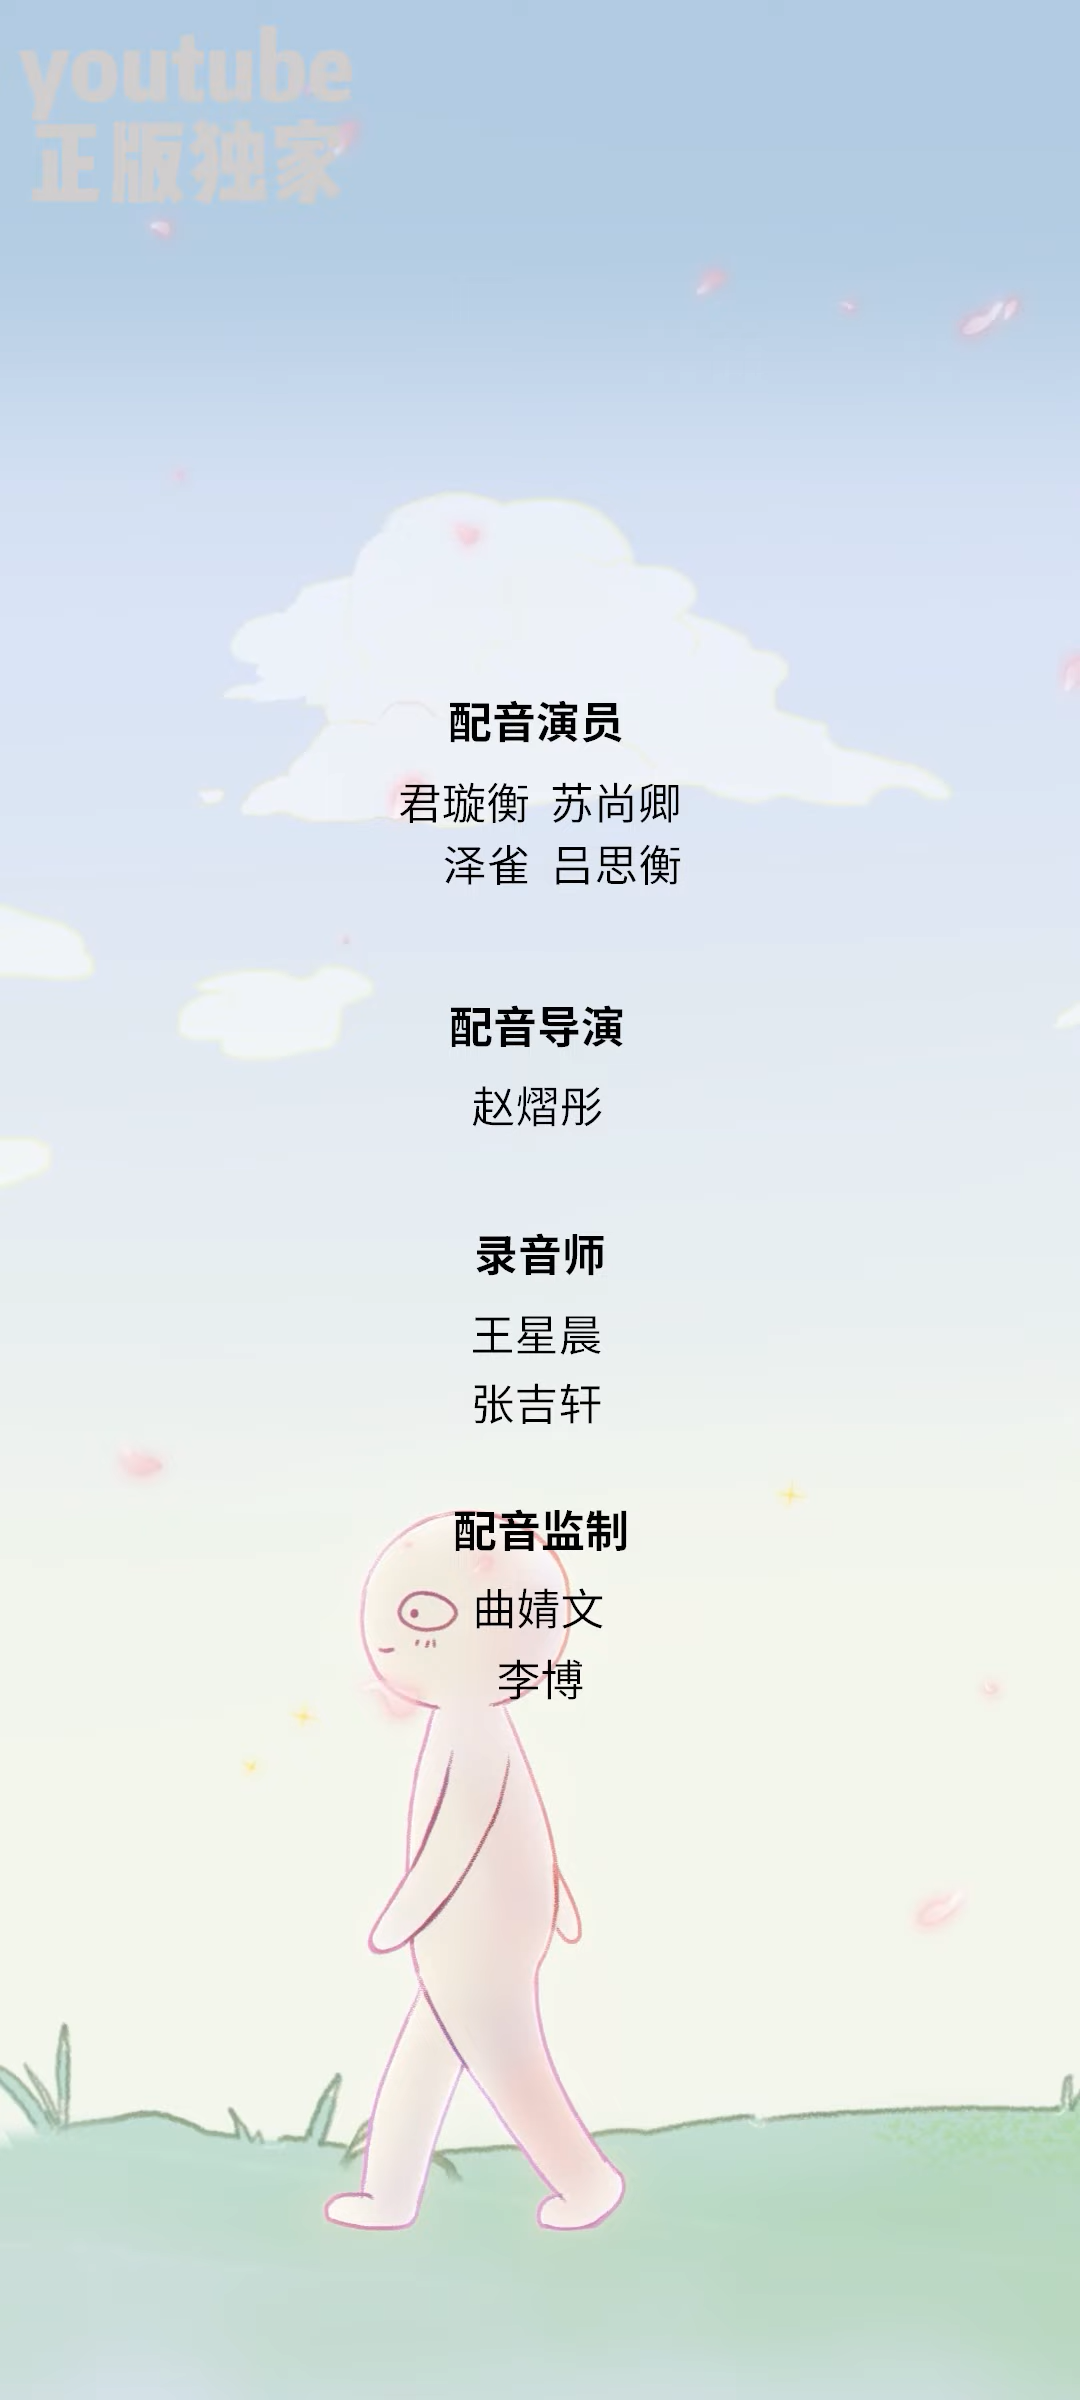 youtube
正版独家
配音演员
君璇衡 苏尚卿
泽雀 吕思衡
配音导演
赵熠彤
录音师
王星晨
张吉轩
配音监制
曲婧文
李博